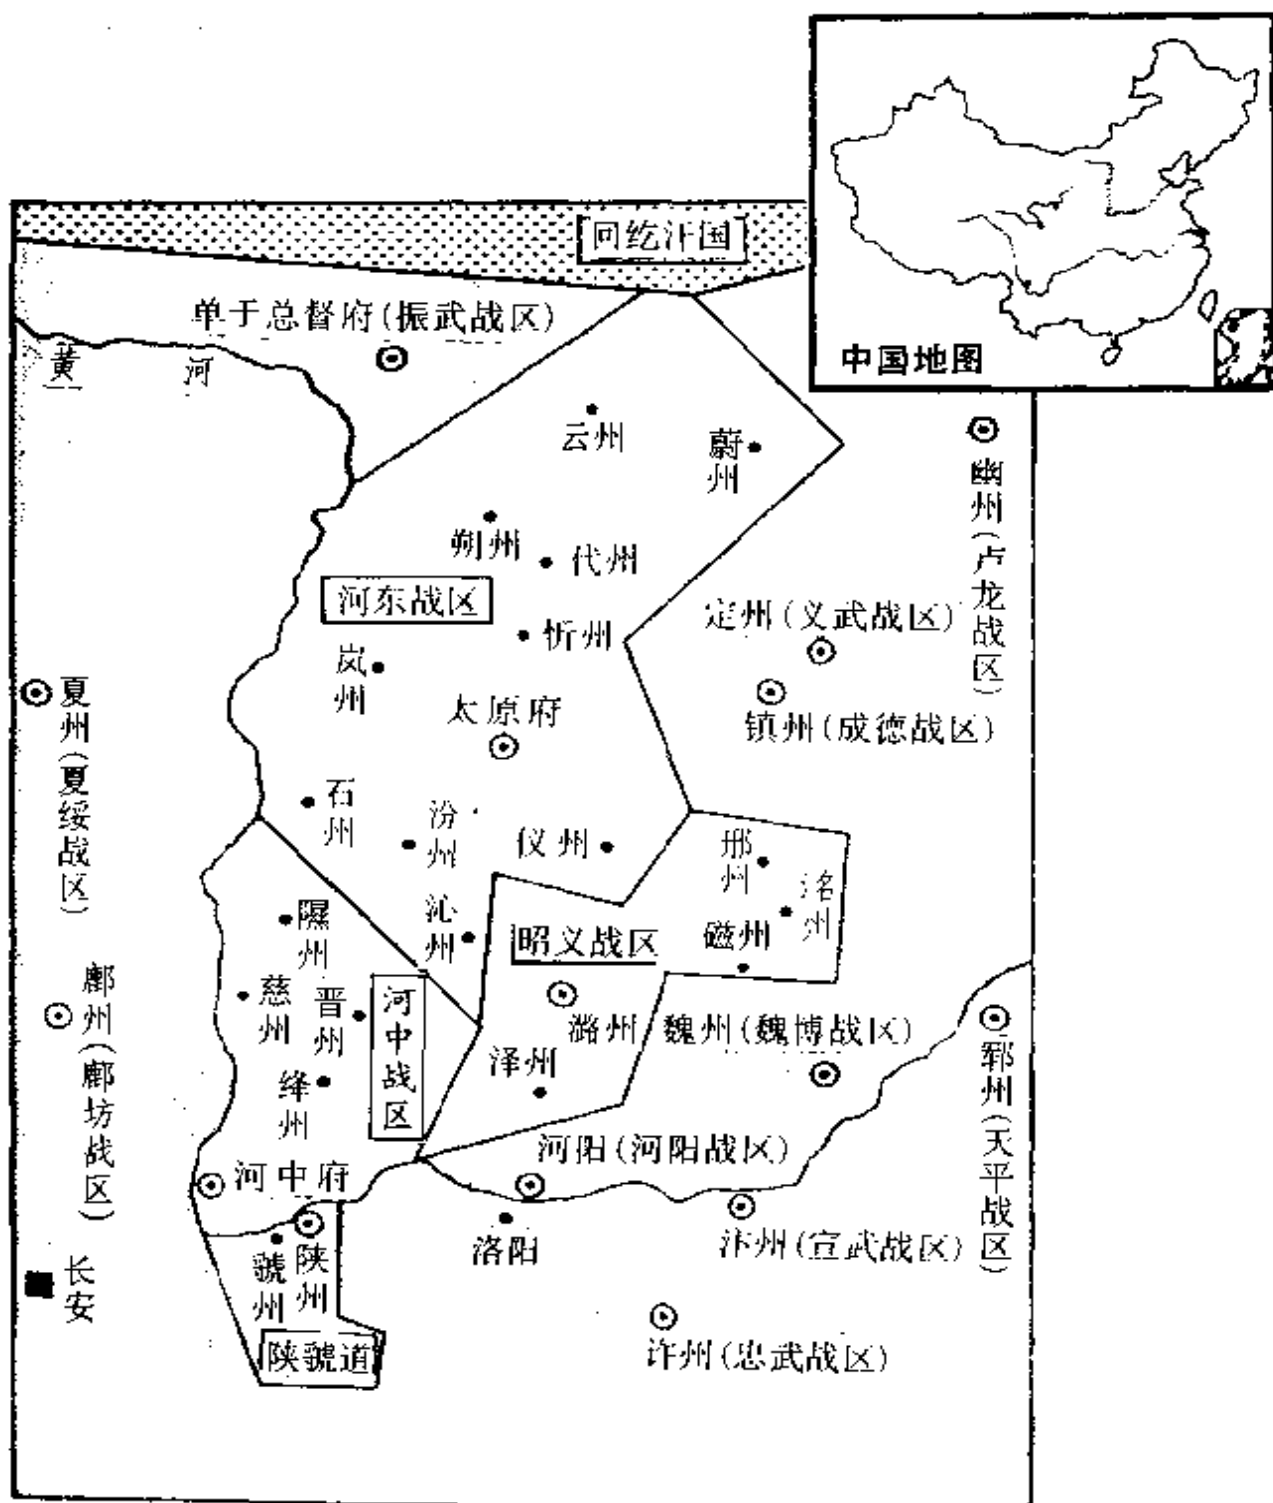 中国地图
回纥汗国
单于总督府(振武战区)
黄河
云州
蔚州
幽州(卢龙战区)
朔州
代州
河东战区
忻州
定州(义武战区)
岚州
太原府
镇州(成德战区)
夏州(夏绥战区)
石州
汾州
仪州
邢州
洺州
磁州
沁州
昭义战区
隰州
慈州
晋州
河中战区
潞州
魏州(魏博战区)
鄜州(鄜坊战区)
泽州
绛州
郓州(天平战区)
河中府
河阳(河阳战区)
洛阳
汴州(宣武战区)
虢州
陕州
长安
陕虢道
许州(忠武战区)